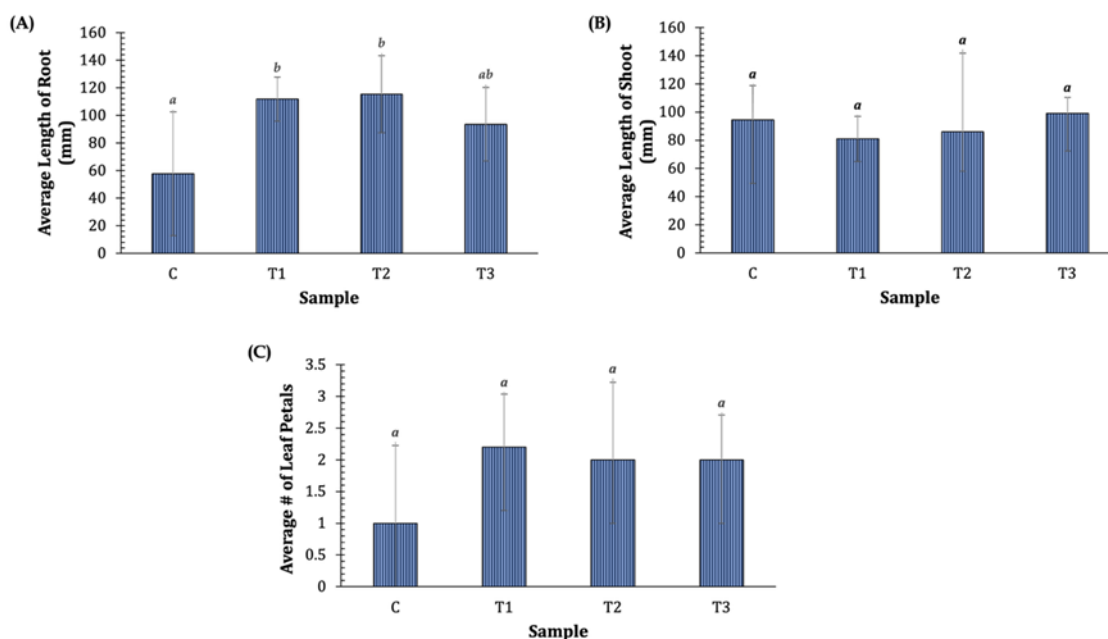 (A)
Average Length of Root
(mm)
160
140
120
100
80
60
40
20
0
a
b
b
ab
C T1 T2 T3
Sample
(B)
Average Length of Shoot
(mm)
160
140
120
100
80
60
40
20
0
a
a
a
a
C T1 T2 T3
Sample
(C)
Average # of Leaf Petals
3.5
3
2.5
2
1.5
1
0.5
0
a
a
a
a
C T1 T2 T3
Sample